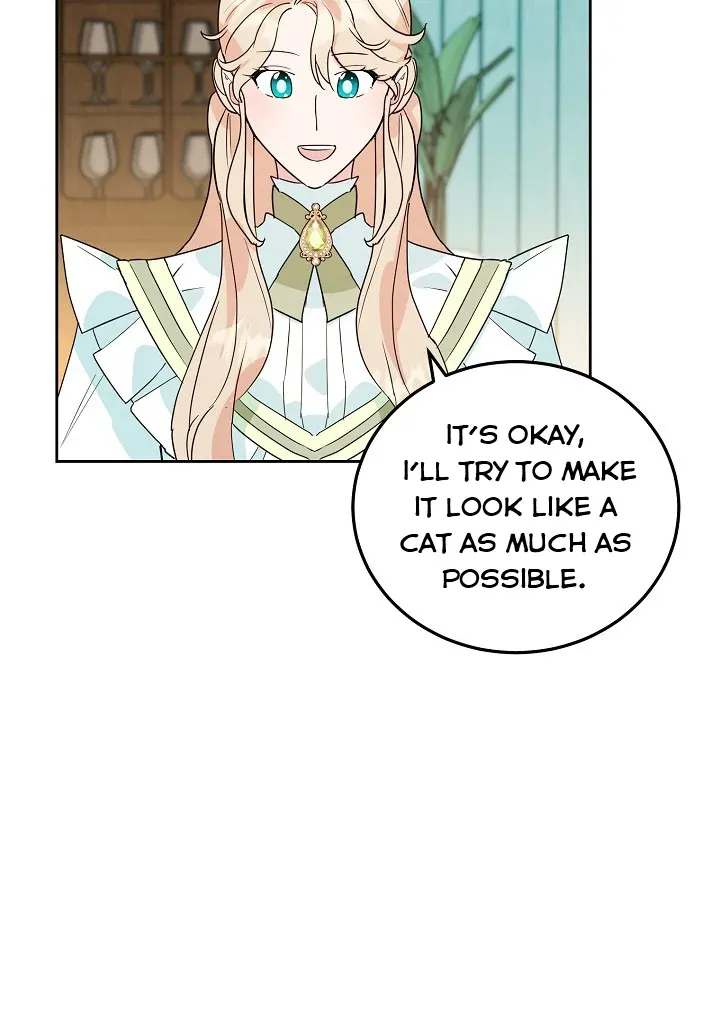 IT'S OKAY,
I'LL TRY TO MAKE
IT LOOK LIKE A
CAT AS MUCH AS
POSSIBLE.